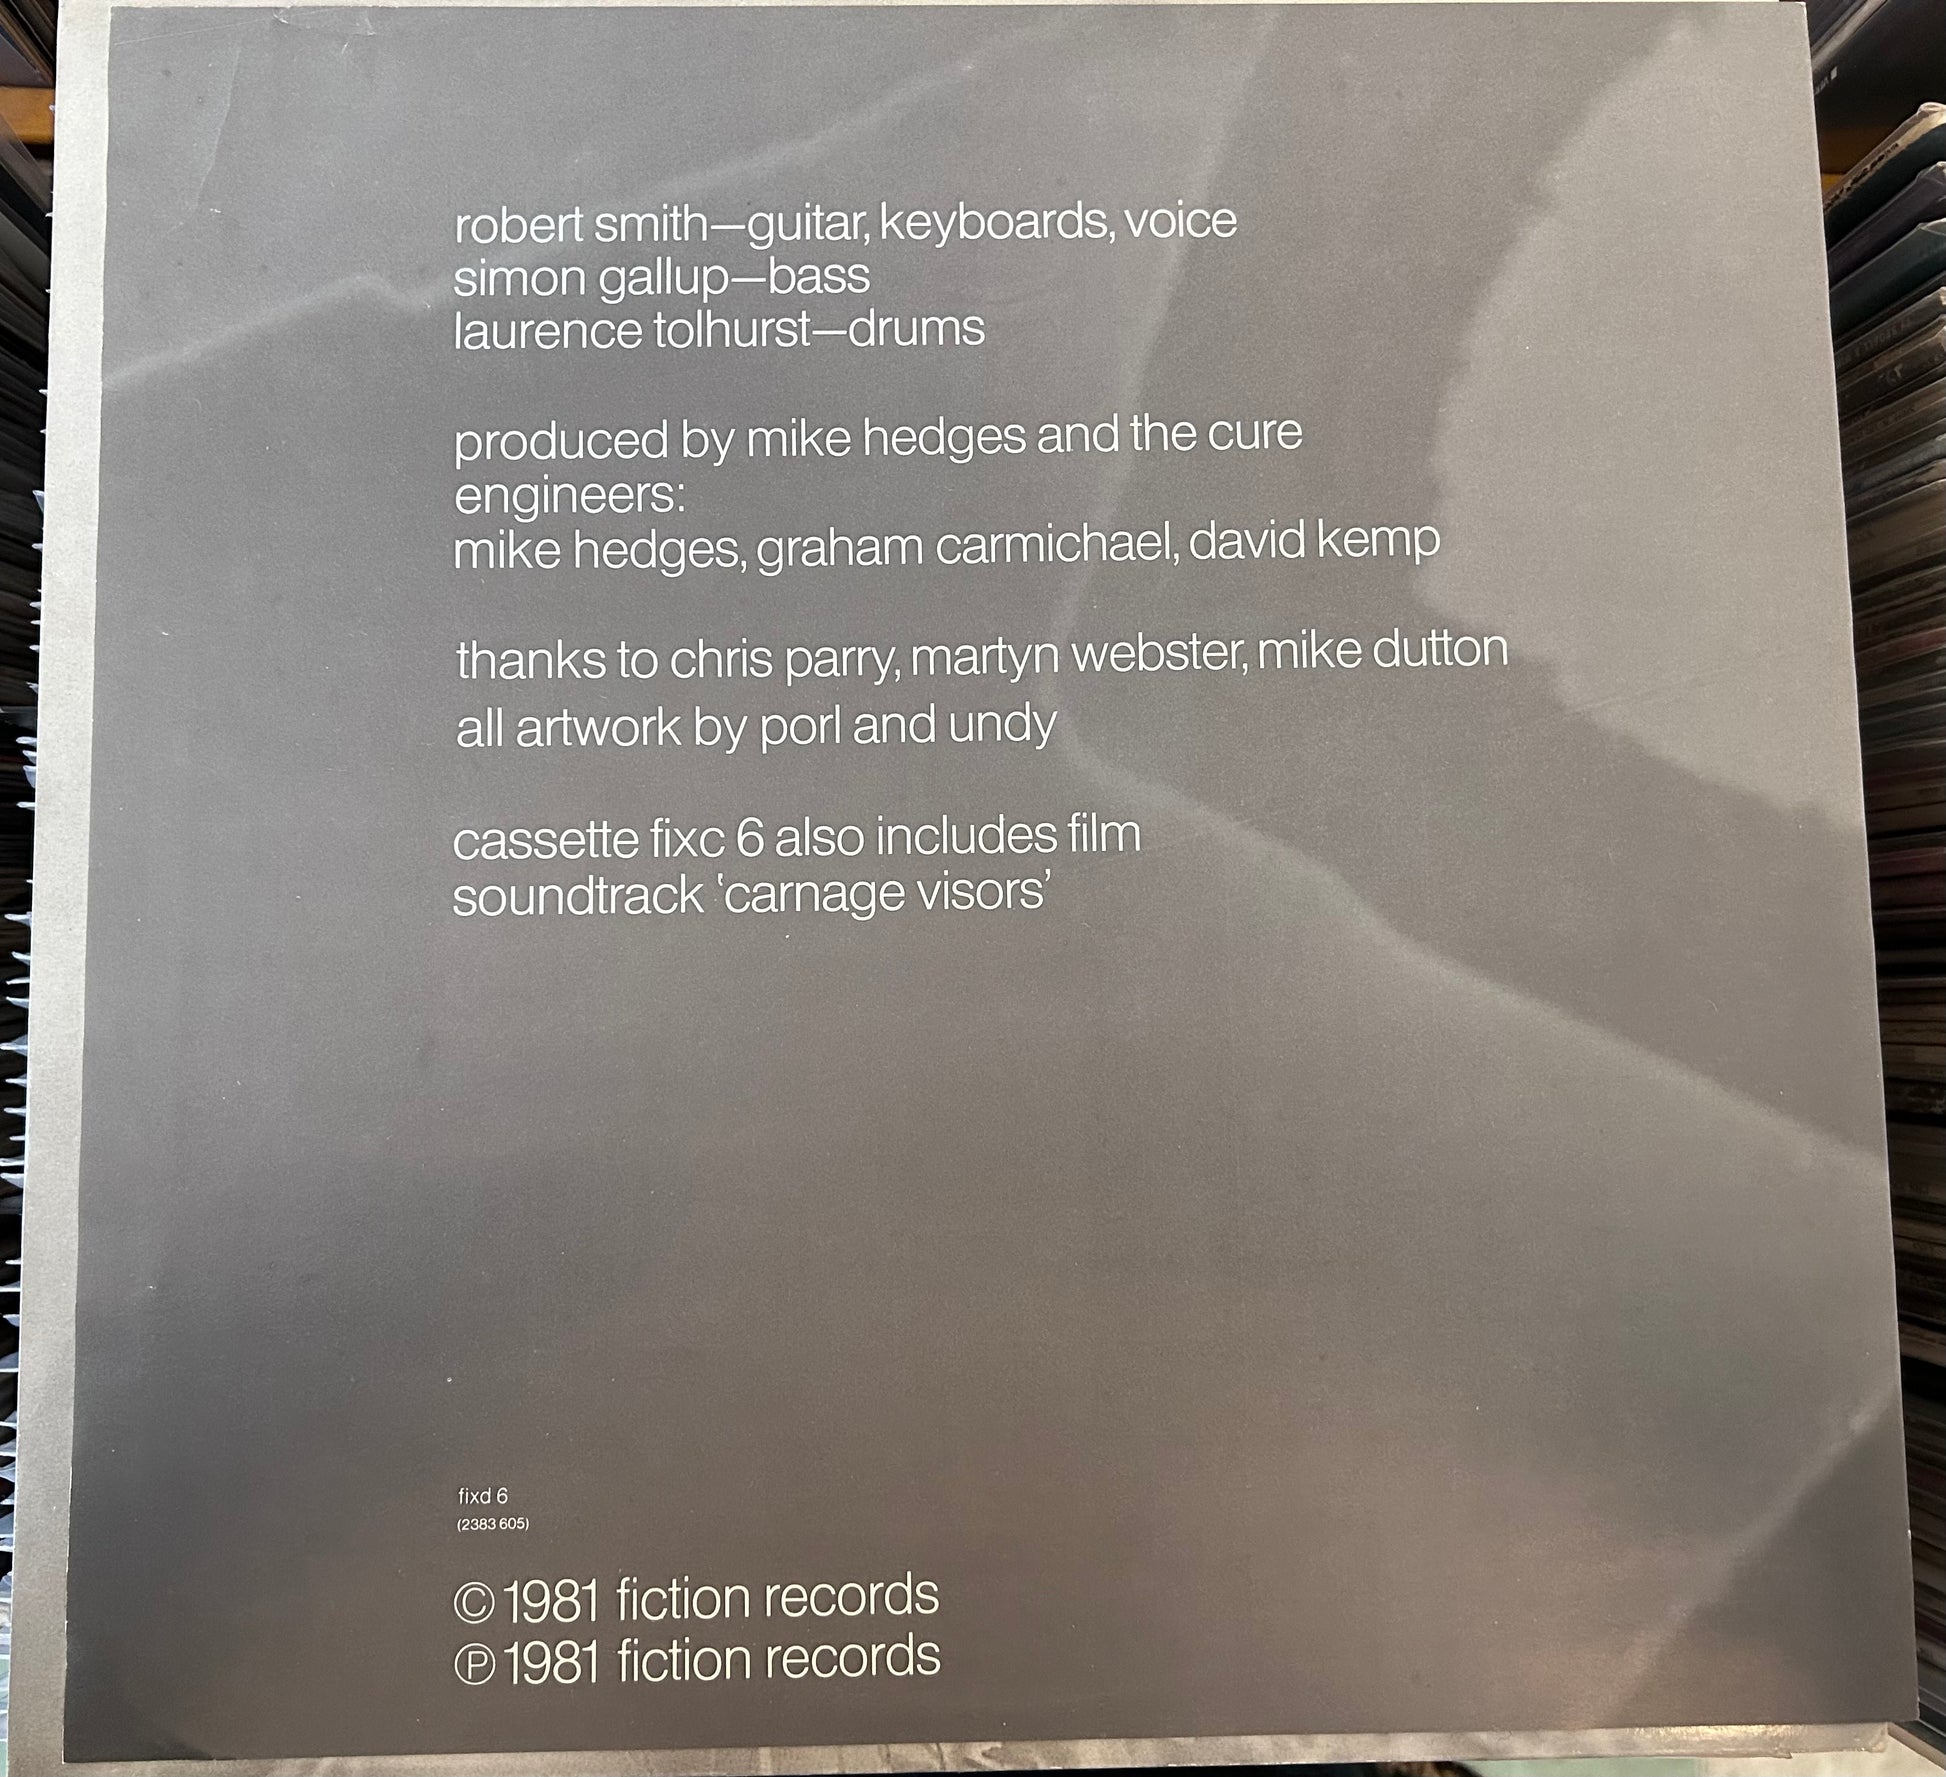 robert smith—guitar, keyboards, voice
simon gallup—bass
laurence tolhurst—drums
produced by mike hedges and the cure
engineers:
mike hedges, graham carmichael, david kemp
thanks to chris parry, martyn webster, mike dutton
all artwork by porl and undy
cassette fixc 6 also includes film
soundtrack ‘carnage visors’
fixd 6
(2383 605)
© 1981 fiction records
℗ 1981 fiction records